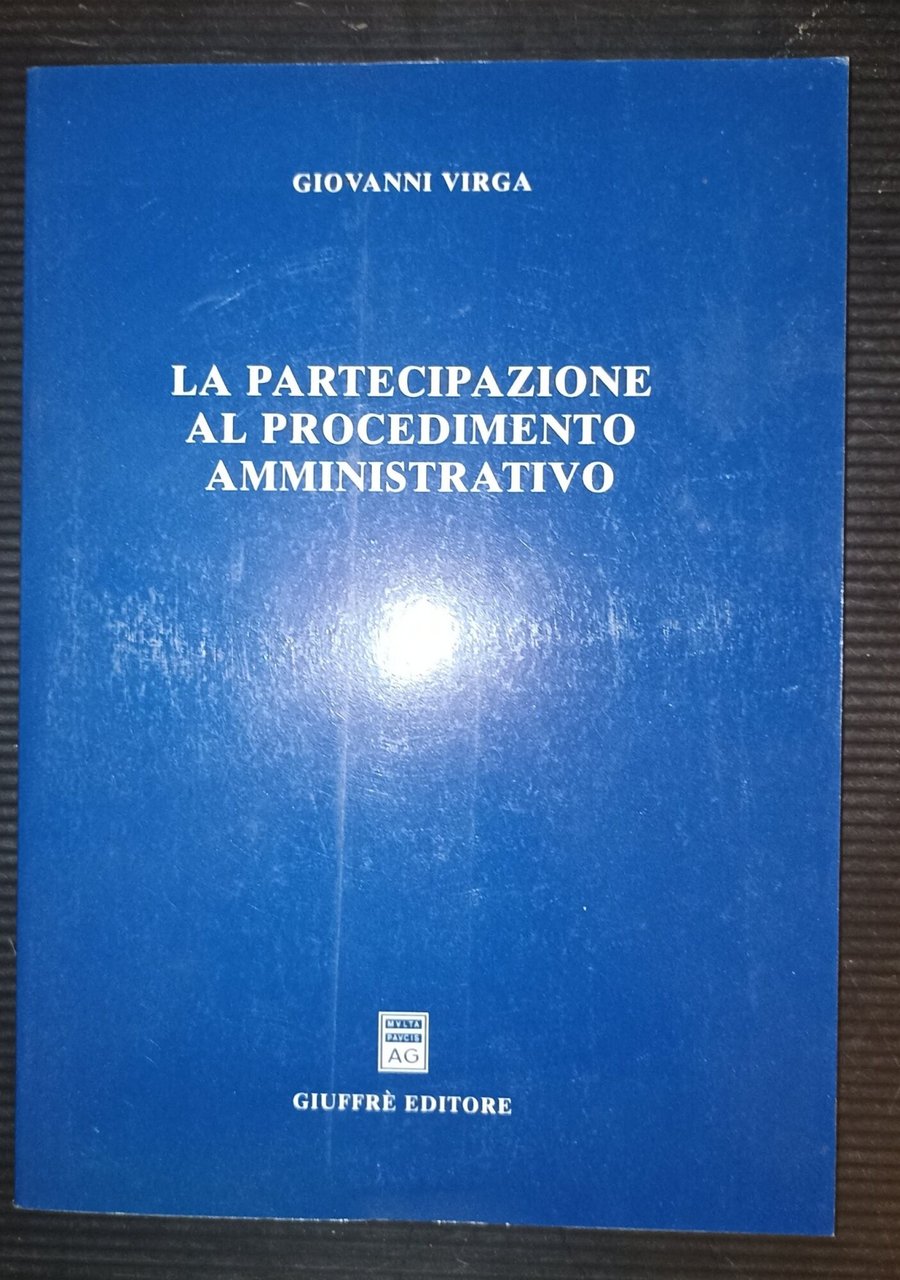 GIOVANNI VIRGA
LA PARTECIPAZIONE
AL PROCEDIMENTO
AMMINISTRATIVO
MVLTA
PAVCIS
AG
GIUFFRÈ EDITORE